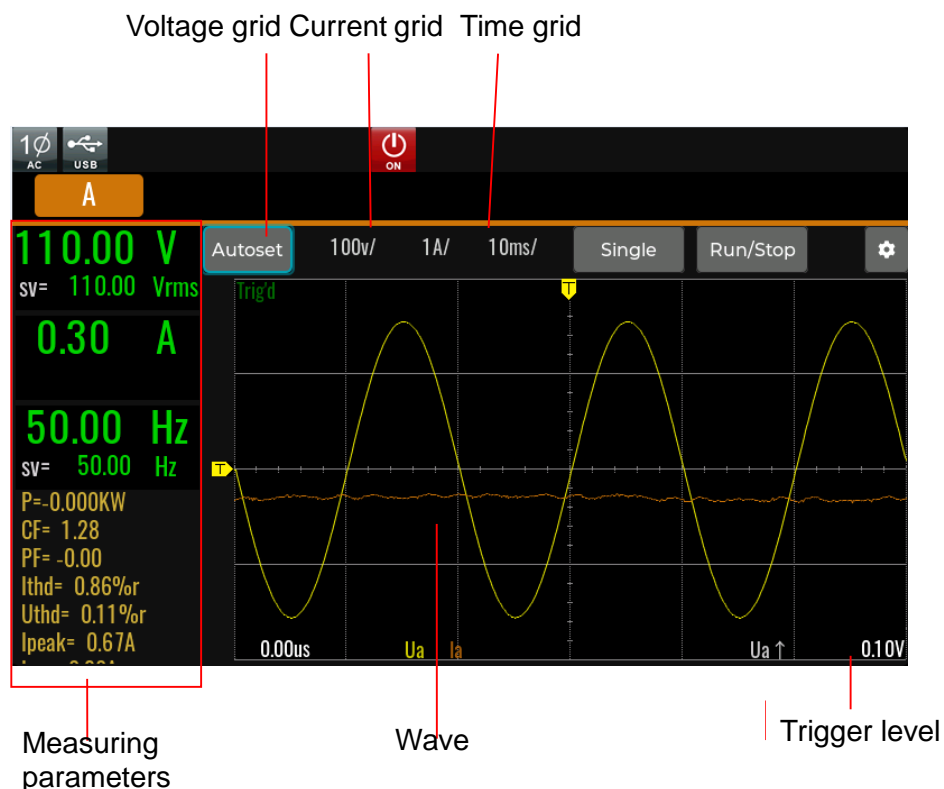 Voltage grid Current grid Time grid
1Ø
AC
USB
ON
A
110.00 V
sv= 110.00 Vrms
0.30 A
50.00 Hz
sv= 50.00 Hz
P=-0.000KW
CF= 1.28
PF= -0.00
Ithd= 0.86%r
Uthd= 0.11%r
Ipeak= 0.67A
Autoset 100v/ 1A/ 10ms/ Single Run/Stop
Trig'd
T
T
0.00us Ua Ia Ua↑ 0.10V
Measuring
parameters
Wave
Trigger level